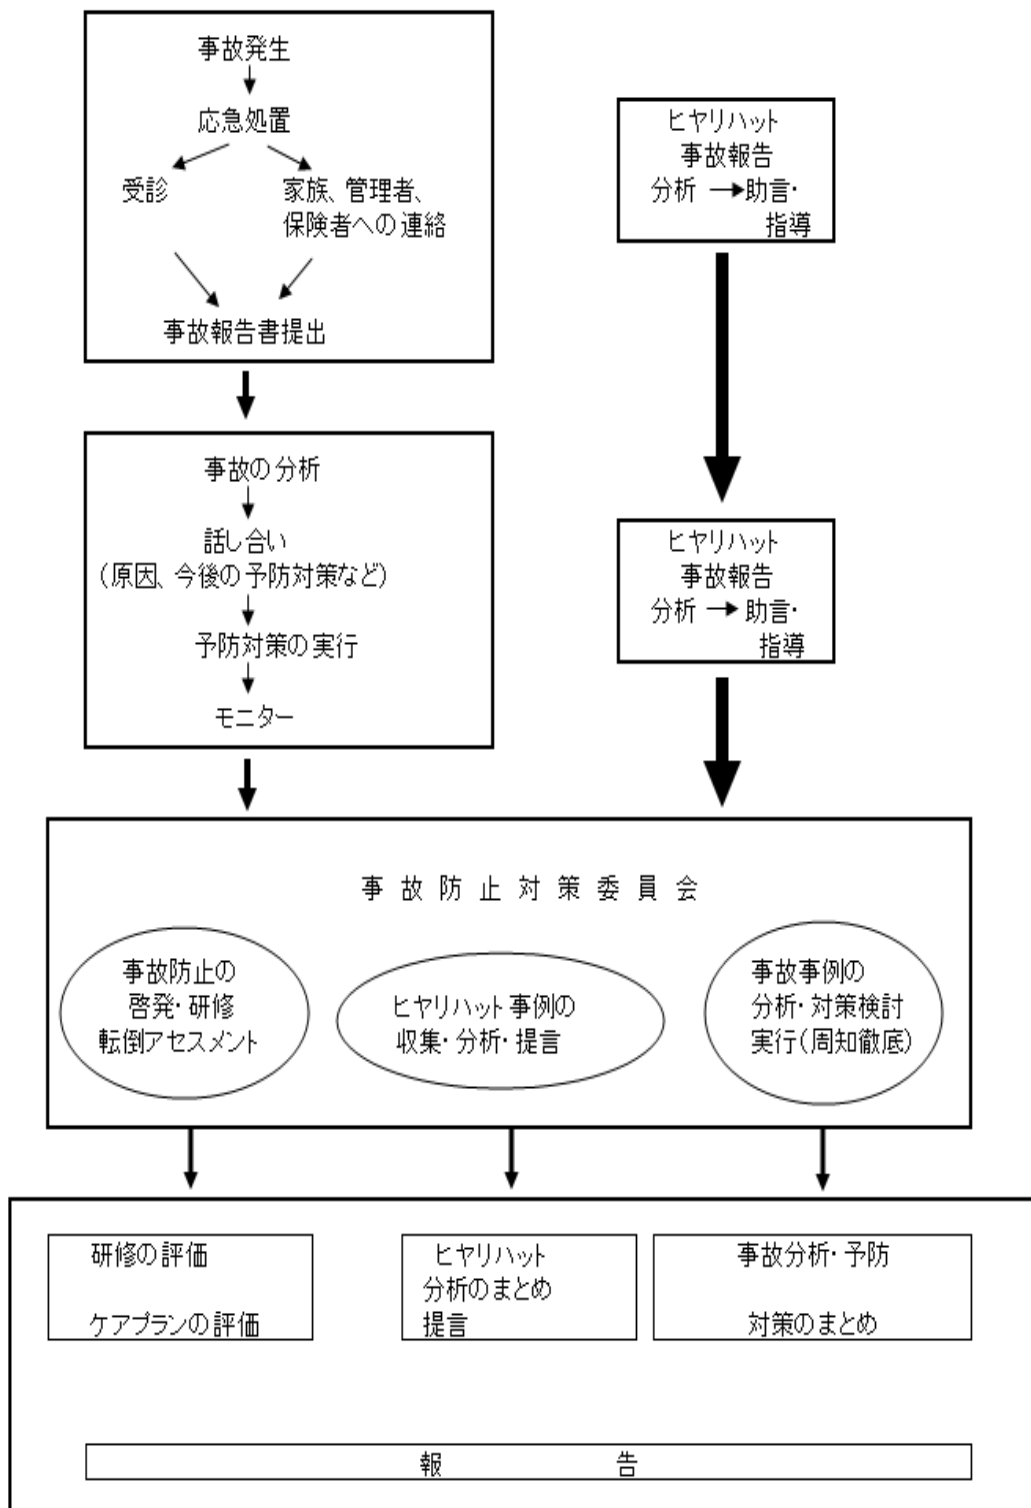 事故発生
応急処置
受診
家族、管理者、
保険者への連絡
事故報告書提出
ヒヤリハット
事故報告
分析 → 助言・
指導
事故の分析
話し合い
（原因、今後の予防対策など）
予防対策の実行
モニター
ヒヤリハット
事故報告
分析 → 助言・
指導
事故防止対策委員会
事故防止の
啓発・研修
転倒アセスメント
ヒヤリハット事例の
収集・分析・提言
事故事例の
分析・対策検討
実行（周知徹底）
研修の評価
ケアプランの評価
ヒヤリハット
分析のまとめ
提言
事故分析・予防
対策のまとめ
報告